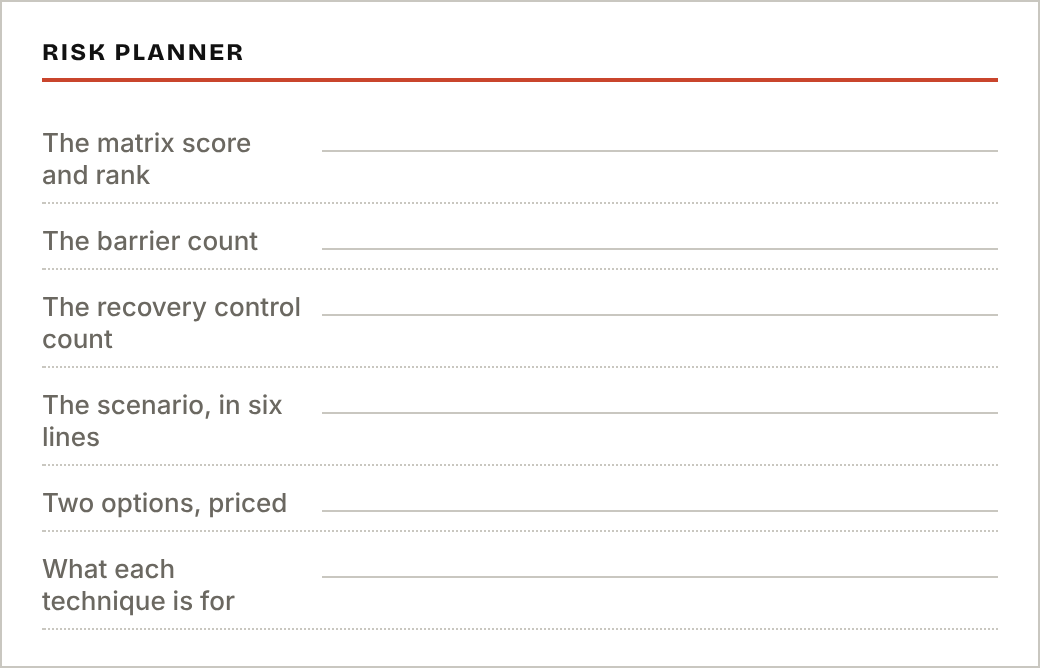 RISK PLANNER
The matrix score
and rank
The barrier count
The recovery control
count
The scenario, in six
lines
Two options, priced
What each
technique is for